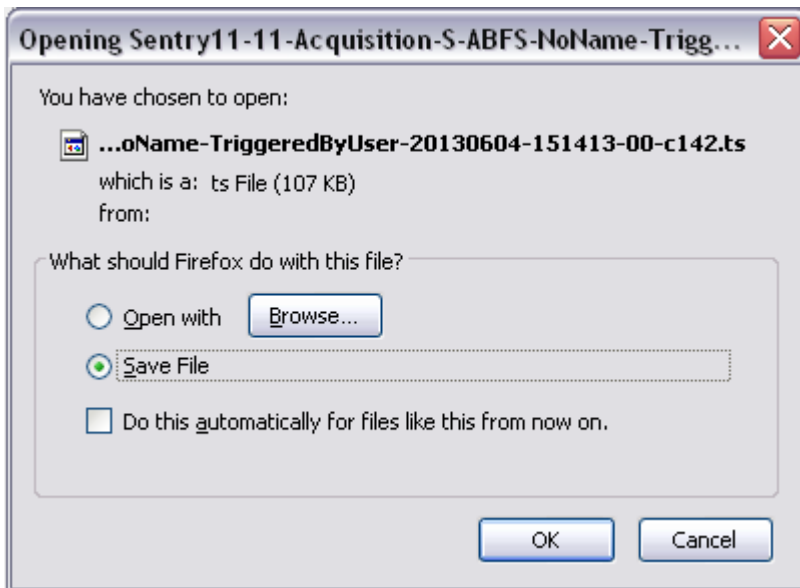 Opening Sentry11-11-Acquisition-S-ABFS-NoName-Trigg...
You have chosen to open:
...oName-TriggeredByUser-20130604-151413-00-c142.ts
which is a: ts File (107 KB)
from:
What should Firefox do with this file?
Open with Browse...
Save File
Do this automatically for files like this from now on.
OK Cancel